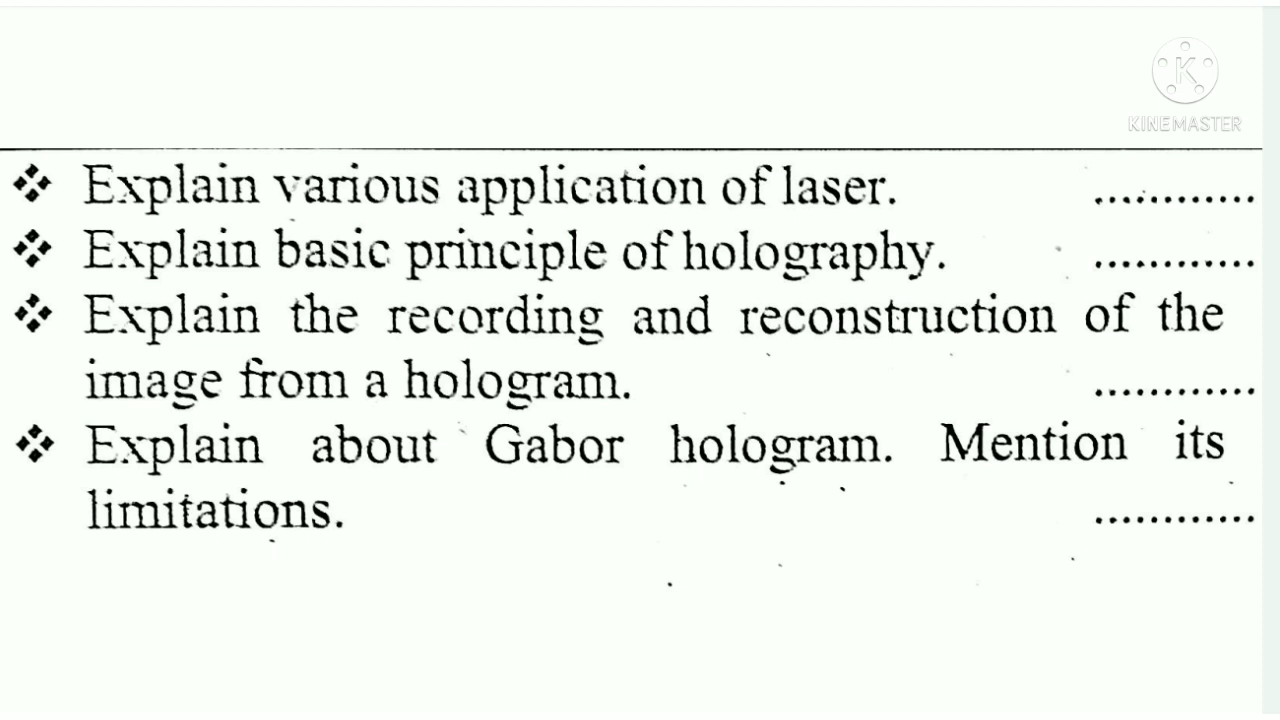 KINEMASTER
❖ Explain various application of laser. ............
❖ Explain basic principle of holography. ............
❖ Explain the recording and reconstruction of the
image from a hologram. ............
❖ Explain about Gabor hologram. Mention its
limitations. ............